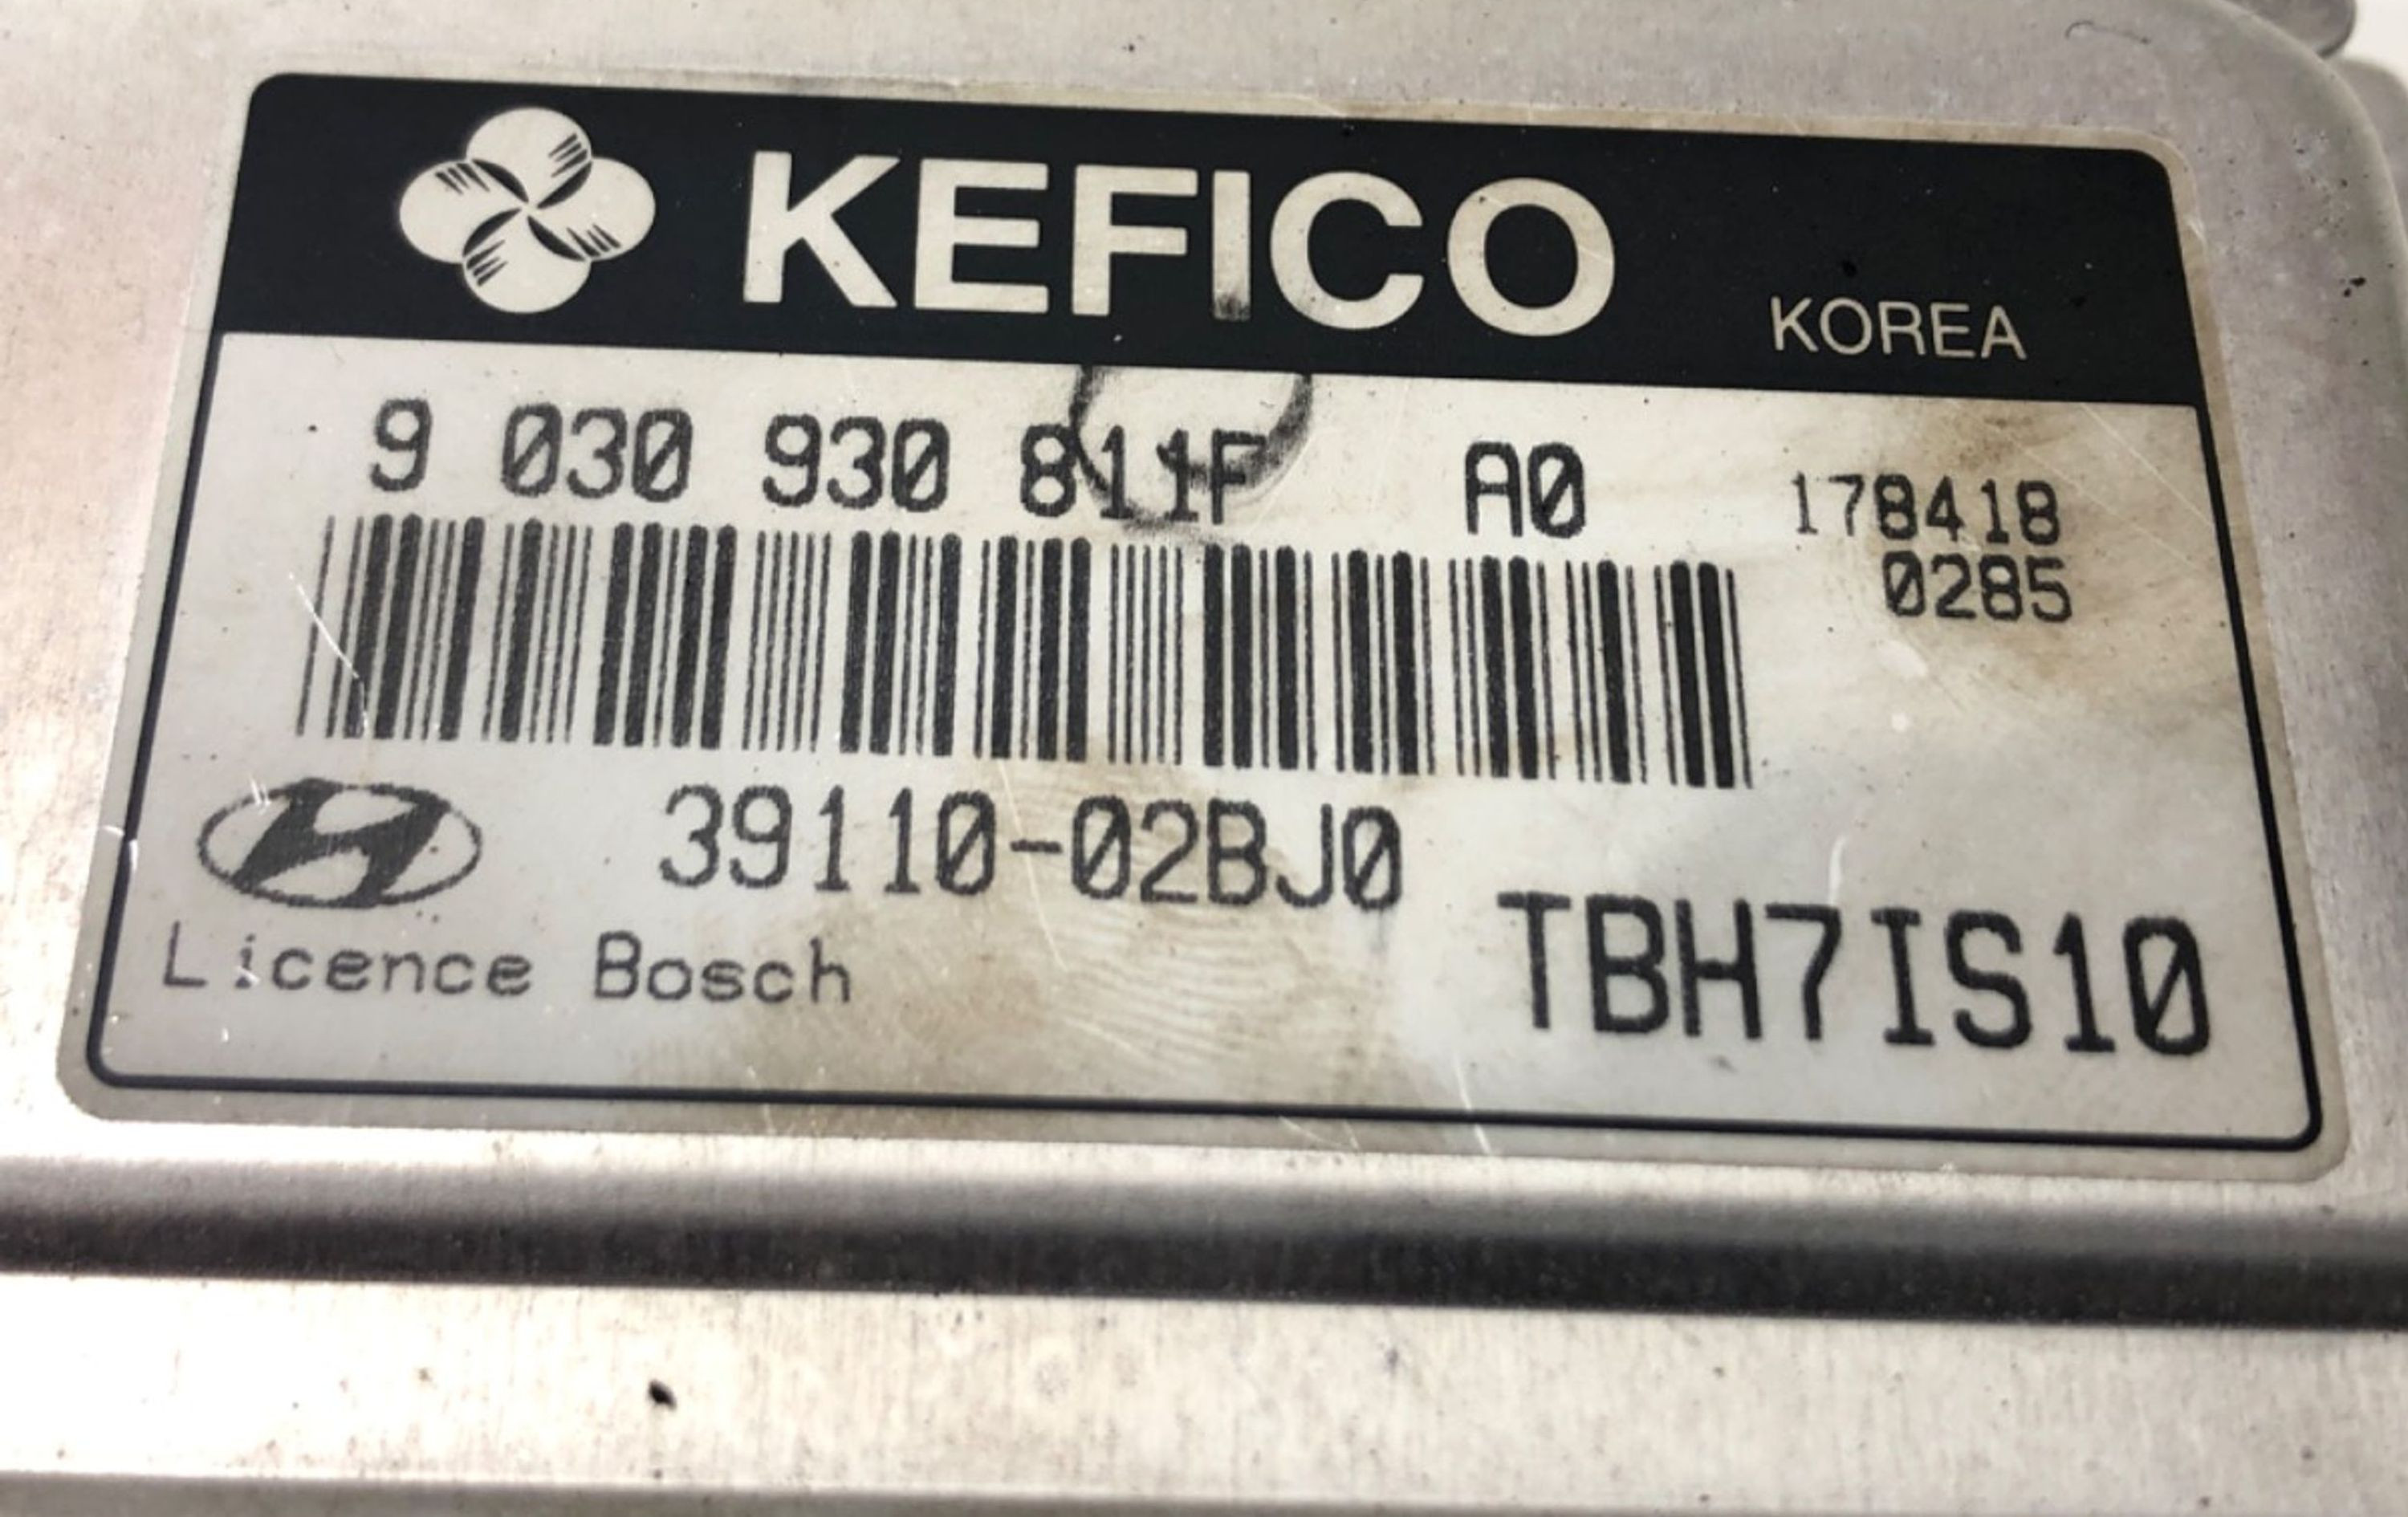 KEFICO KOREA
9 030 930 811F A0 178418
0285
39110-02BJ0
TBH7IS10
Licence Bosch